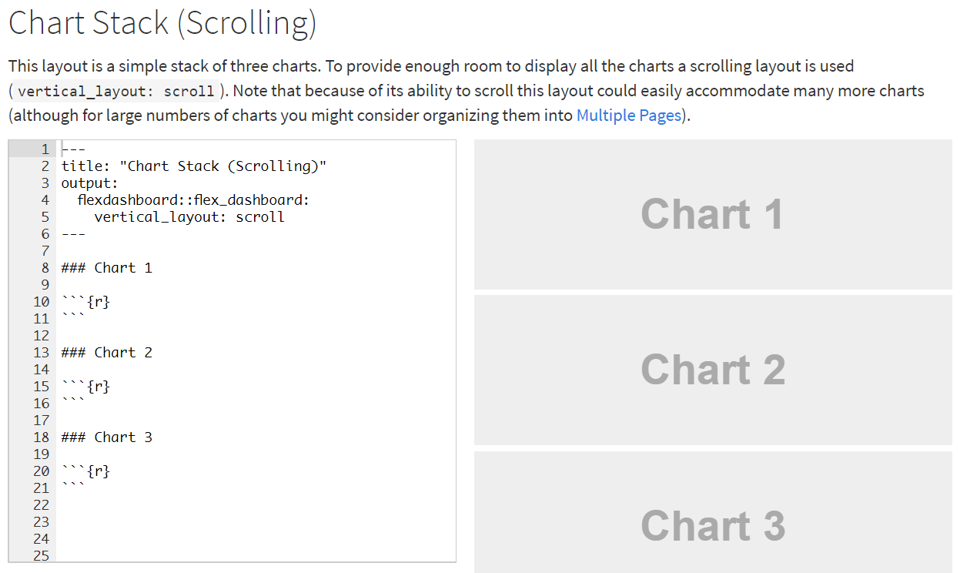 Chart Stack (Scrolling)
This layout is a simple stack of three charts. To provide enough room to display all the charts a scrolling layout is used
( vertical_layout: scroll ). Note that because of its ability to scroll this layout could easily accommodate many more charts
(although for large numbers of charts you might consider organizing them into Multiple Pages).
1 ---
2 title: "Chart Stack (Scrolling)"
3 output:
4   flexdashboard::flex_dashboard:
5     vertical_layout: scroll
6 ---
7
8 ### Chart 1
9
10 ```{r}
11 ```
12
13 ### Chart 2
14
15 ```{r}
16 ```
17
18 ### Chart 3
19
20 ```{r}
21 ```
22
23
24
25
Chart 1
Chart 2
Chart 3